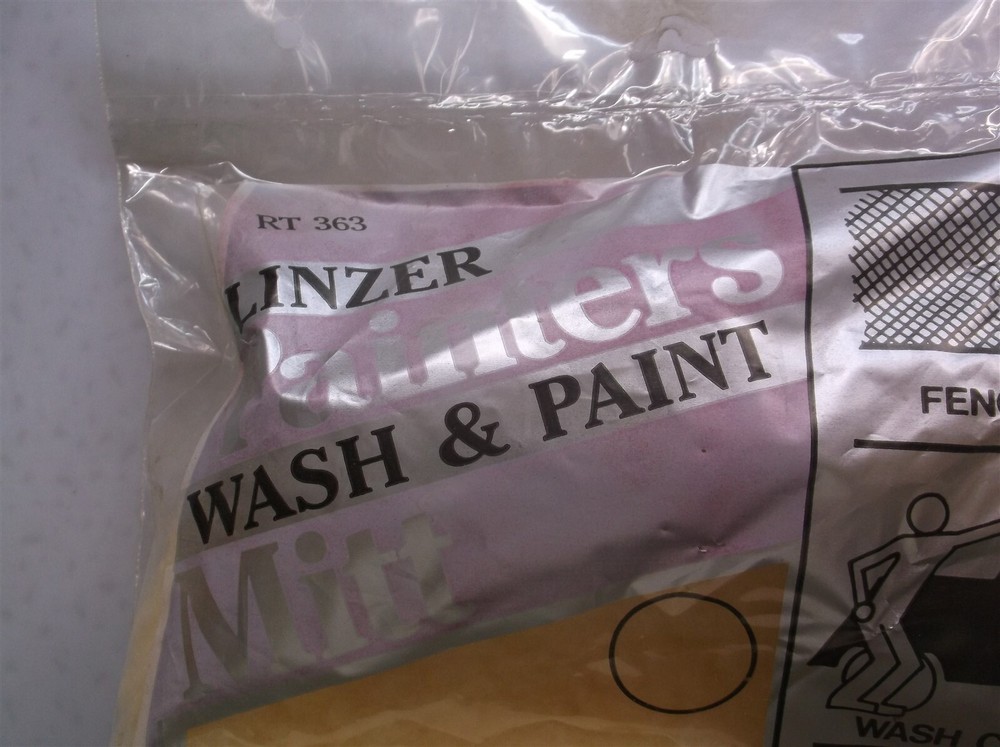 RT 363
LINZER
Painters
WASH & PAINT
Mitt
FENC
WASH